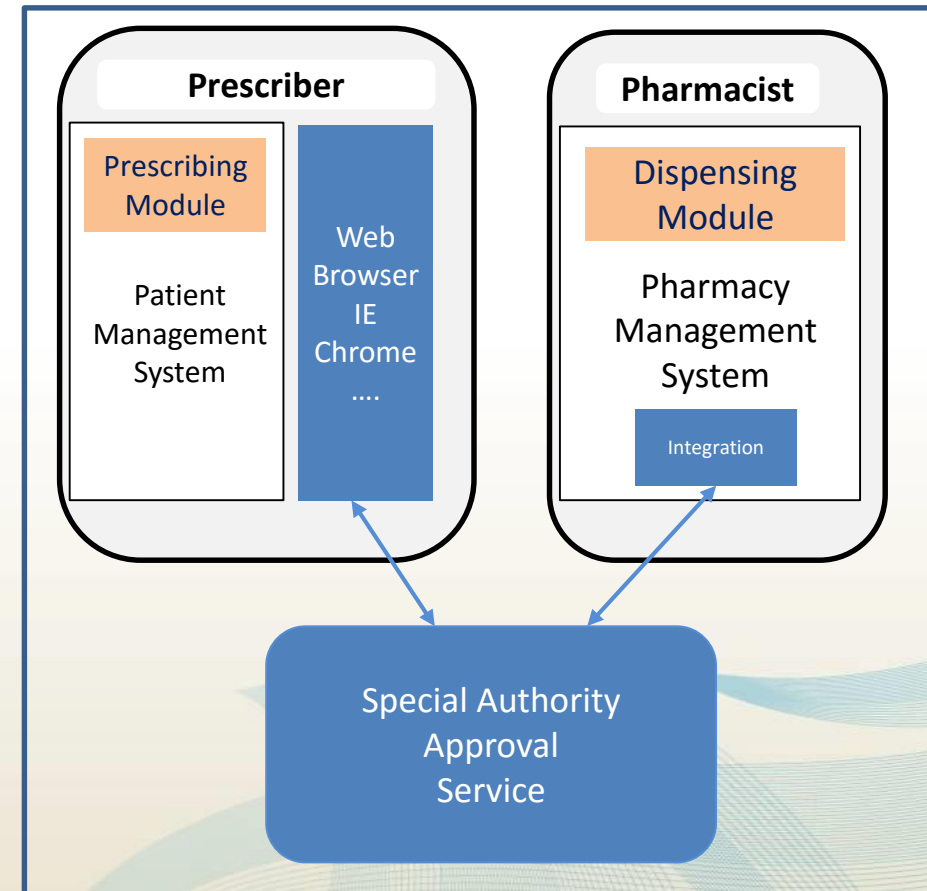 Prescriber
Prescribing
Module
Patient
Management
System
Web
Browser
IE
Chrome
....
Pharmacist
Dispensing
Module
Pharmacy
Management
System
Integration
Special Authority
Approval
Service